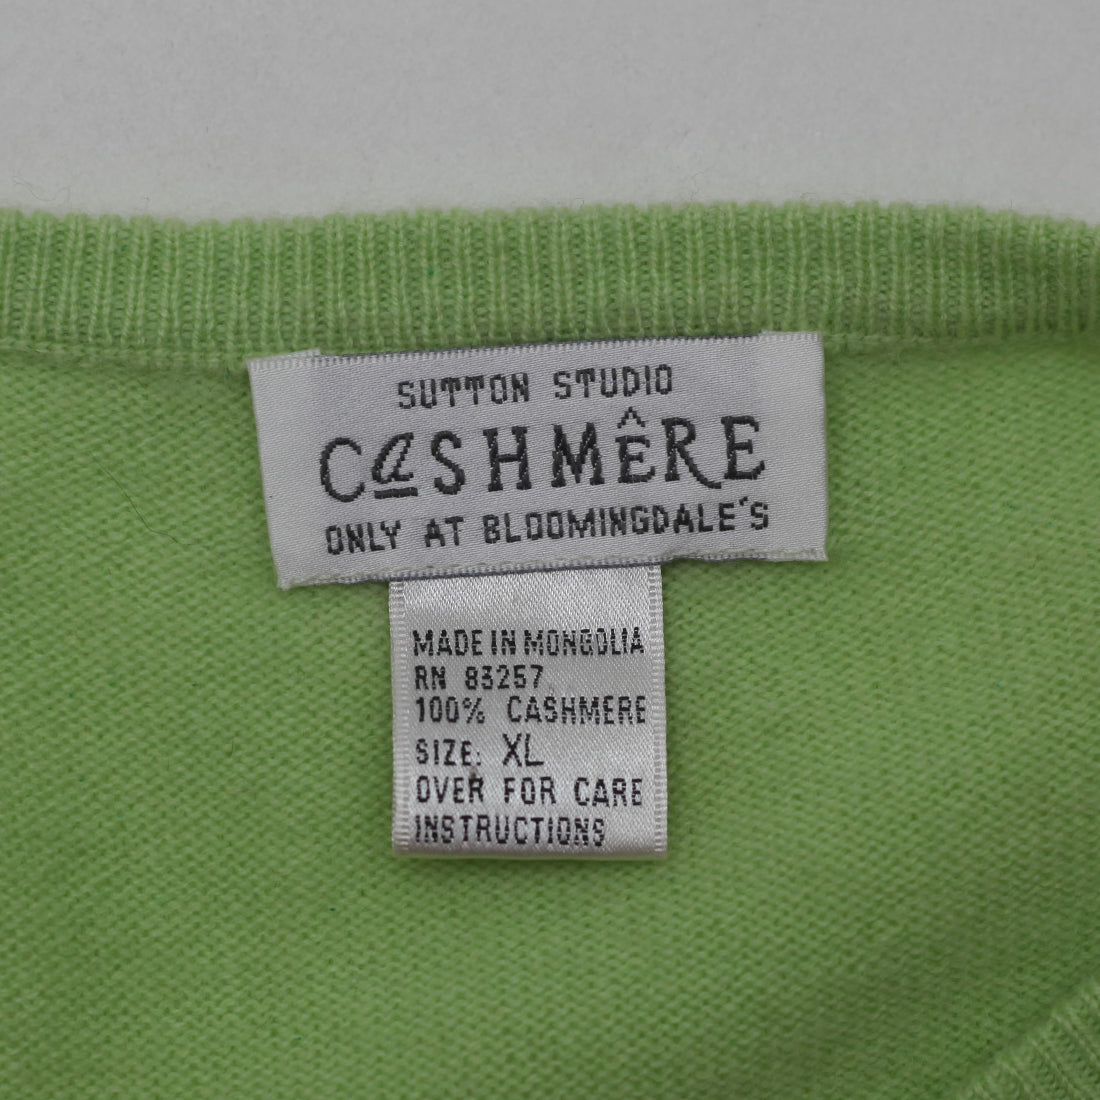 SUTTON STUDIO
CaSHMÊRE
ONLY AT BLOOMINGDALE'S
MADE IN MONGOLIA
RN 83257
100% CASHMERE
SIZE: XL
OVER FOR CARE
INSTRUCTIONS